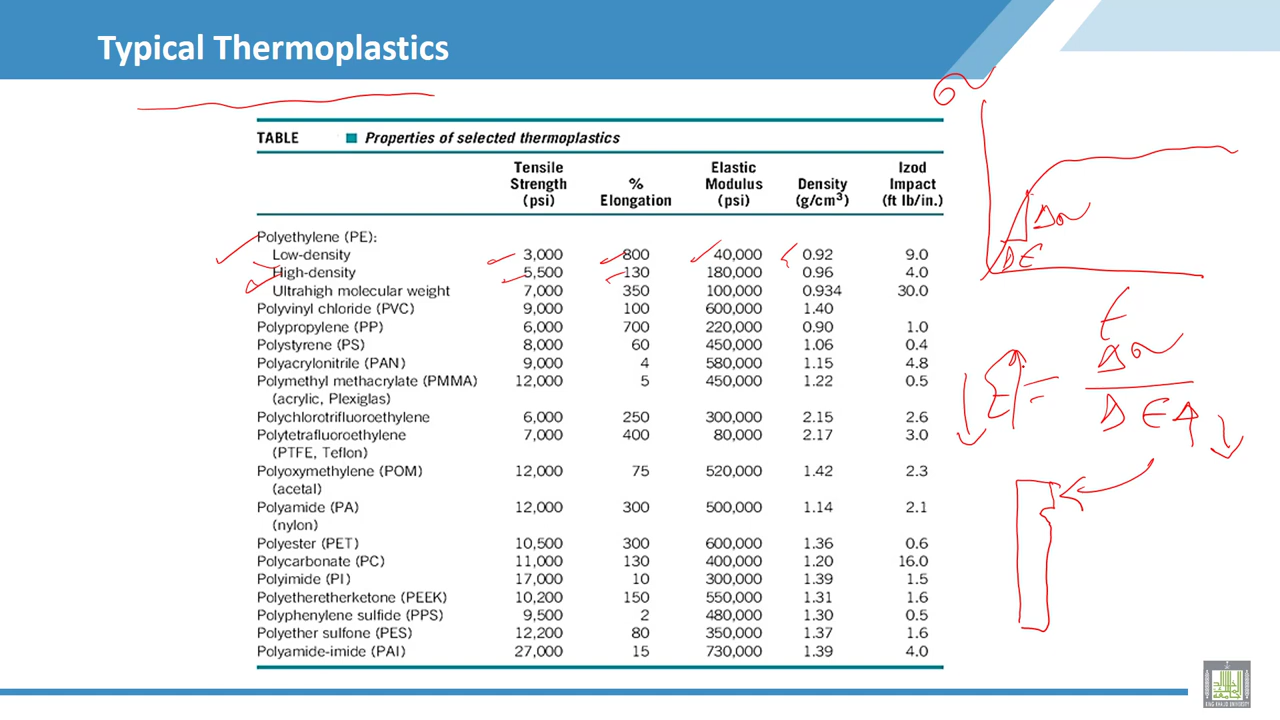 Typical Thermoplastics
TABLE ■ Properties of selected thermoplastics
Tensile Strength (psi) % Elongation Elastic Modulus (psi) Density (g/cm³) Izod Impact (ft lb/in.)
Polyethylene (PE):
Low-density 3,000 800 40,000 0.92 9.0
High-density 5,500 130 180,000 0.96 4.0
Ultrahigh molecular weight 7,000 350 100,000 0.934 30.0
Polyvinyl chloride (PVC) 9,000 100 600,000 1.40
Polypropylene (PP) 6,000 700 220,000 0.90 1.0
Polystyrene (PS) 8,000 60 450,000 1.06 0.4
Polyacrylonitrile (PAN) 9,000 4 580,000 1.15 4.8
Polymethyl methacrylate (PMMA) 12,000 5 450,000 1.22 0.5
(acrylic, Plexiglas)
Polychlorotrifluoroethylene 6,000 250 300,000 2.15 2.6
Polytetrafluoroethylene 7,000 400 80,000 2.17 3.0
(PTFE, Teflon)
Polyoxymethylene (POM) 12,000 75 520,000 1.42 2.3
(acetal)
Polyamide (PA) 12,000 300 500,000 1.14 2.1
(nylon)
Polyester (PET) 10,500 300 600,000 1.36 0.6
Polycarbonate (PC) 11,000 130 400,000 1.20 16.0
Polyimide (PI) 17,000 10 300,000 1.39 1.5
Polyetheretherketone (PEEK) 10,200 150 550,000 1.31 1.6
Polyphenylene sulfide (PPS) 9,500 2 480,000 1.30 0.5
Polyether sulfone (PES) 12,200 80 350,000 1.37 1.6
Polyamide-imide (PAI) 27,000 15 730,000 1.39 4.0
σ
Δσ
ΔE
E = Δσ / ΔE
KING KHALID UNIVERSITY